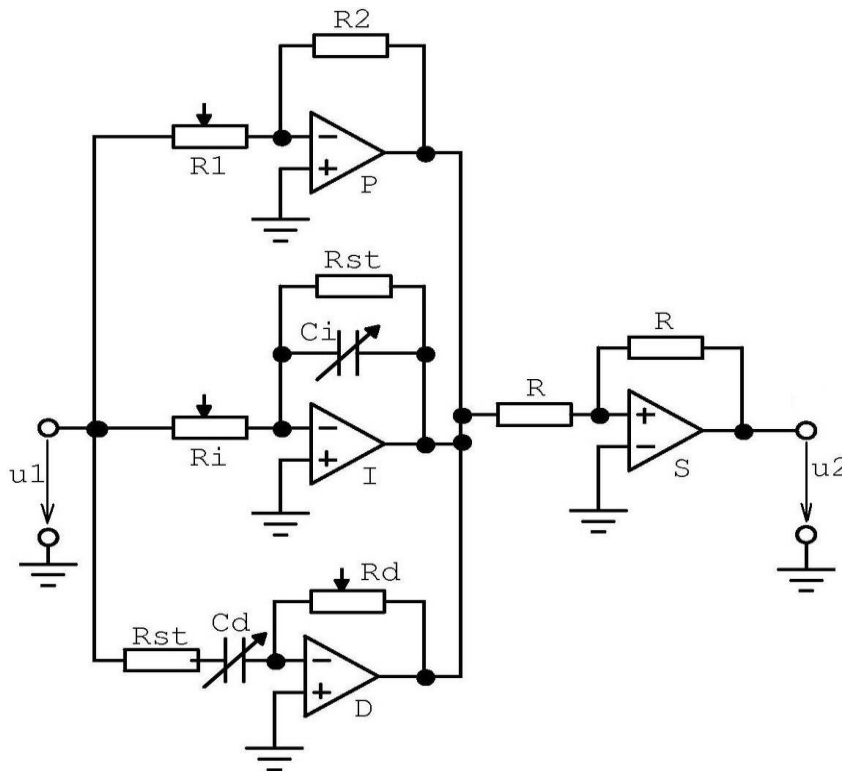 R2
−
+
R1
P
Rst
Ci
R
R
−
+
+
−
Ri
I
S
u1
u2
Rd
Cd
Rst
−
+
D